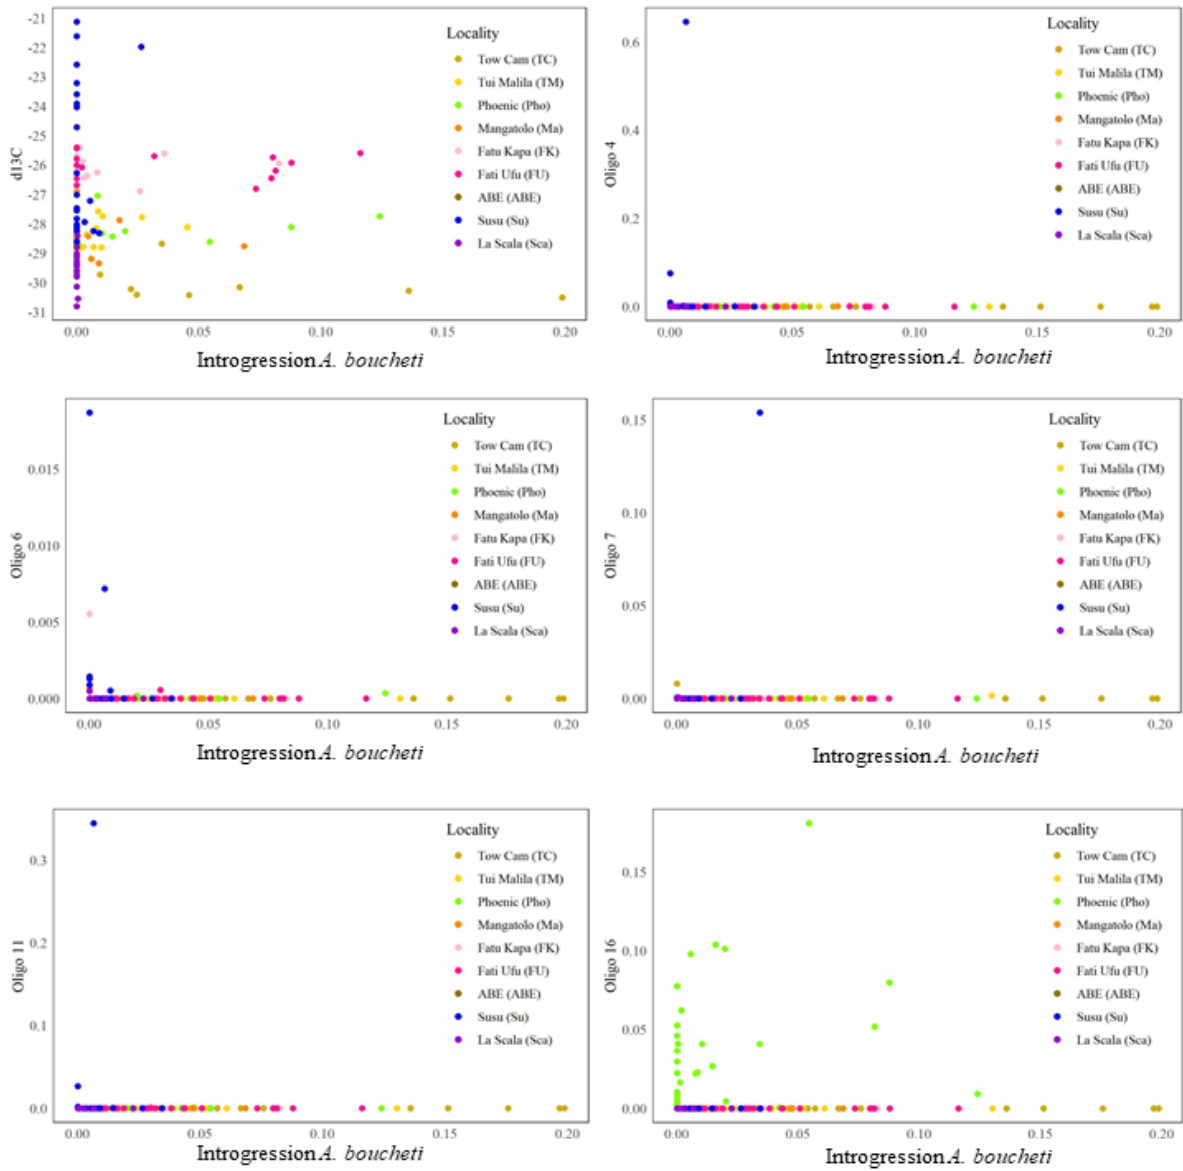 -21
-22
-23
-24
-25
-26
-27
-28
-29
-30
-31
d13C
0.00 0.05 0.10 0.15 0.20
Introgression A. boucheti
Locality
Tow Cam (TC)
Tui Malila (TM)
Phoenic (Pho)
Mangatolo (Ma)
Fatu Kapa (FK)
Fati Ufu (FU)
ABE (ABE)
Susu (Su)
La Scala (Sca)
0.6
0.4
0.2
0.0
Oligo 4
0.00 0.05 0.10 0.15 0.20
Introgression A. boucheti
Locality
Tow Cam (TC)
Tui Malila (TM)
Phoenic (Pho)
Mangatolo (Ma)
Fatu Kapa (FK)
Fati Ufu (FU)
ABE (ABE)
Susu (Su)
La Scala (Sca)
0.015
0.010
0.005
0.000
Oligo 6
0.00 0.05 0.10 0.15 0.20
Introgression A. boucheti
Locality
Tow Cam (TC)
Tui Malila (TM)
Phoenic (Pho)
Mangatolo (Ma)
Fatu Kapa (FK)
Fati Ufu (FU)
ABE (ABE)
Susu (Su)
La Scala (Sca)
0.15
0.10
0.05
0.00
Oligo 7
0.00 0.05 0.10 0.15 0.20
Introgression A. boucheti
Locality
Tow Cam (TC)
Tui Malila (TM)
Phoenic (Pho)
Mangatolo (Ma)
Fatu Kapa (FK)
Fati Ufu (FU)
ABE (ABE)
Susu (Su)
La Scala (Sca)
0.3
0.2
0.1
0.0
Oligo 11
0.00 0.05 0.10 0.15 0.20
Introgression A. boucheti
Locality
Tow Cam (TC)
Tui Malila (TM)
Phoenic (Pho)
Mangatolo (Ma)
Fatu Kapa (FK)
Fati Ufu (FU)
ABE (ABE)
Susu (Su)
La Scala (Sca)
0.15
0.10
0.05
0.00
Oligo 16
0.00 0.05 0.10 0.15 0.20
Introgression A. boucheti
Locality
Tow Cam (TC)
Tui Malila (TM)
Phoenic (Pho)
Mangatolo (Ma)
Fatu Kapa (FK)
Fati Ufu (FU)
ABE (ABE)
Susu (Su)
La Scala (Sca)